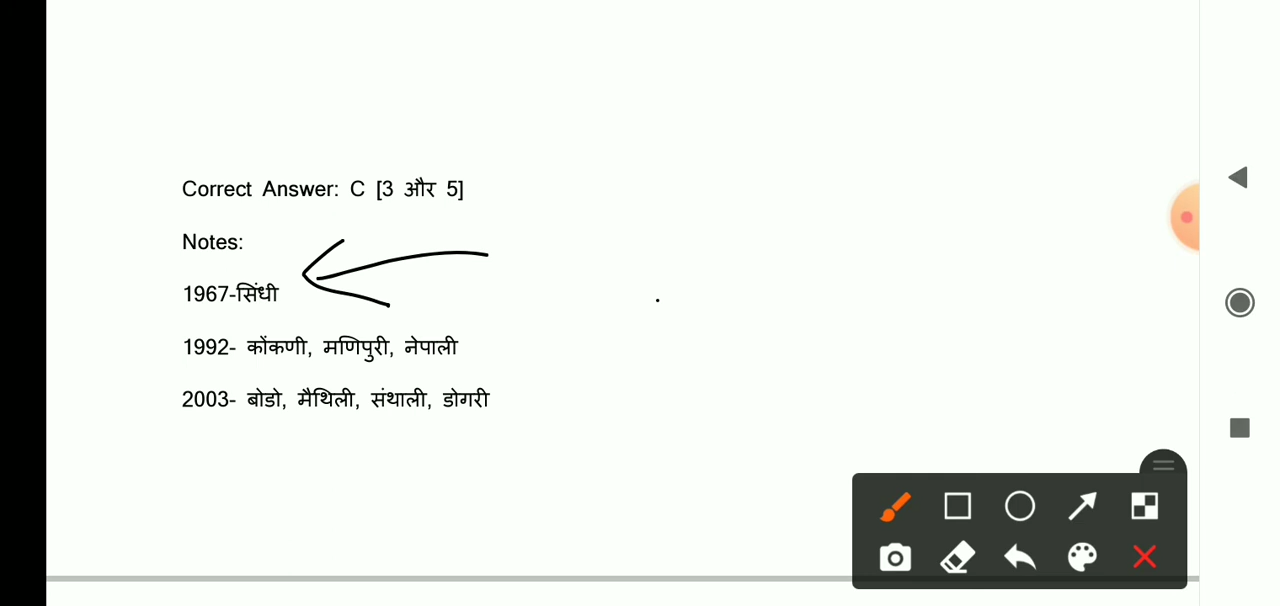 Correct Answer: C [3 और 5]
Notes:
1967-सिंधी
1992- कोंकणी, मणिपुरी, नेपाली
2003- बोडो, मैथिली, संथाली, डोगरी